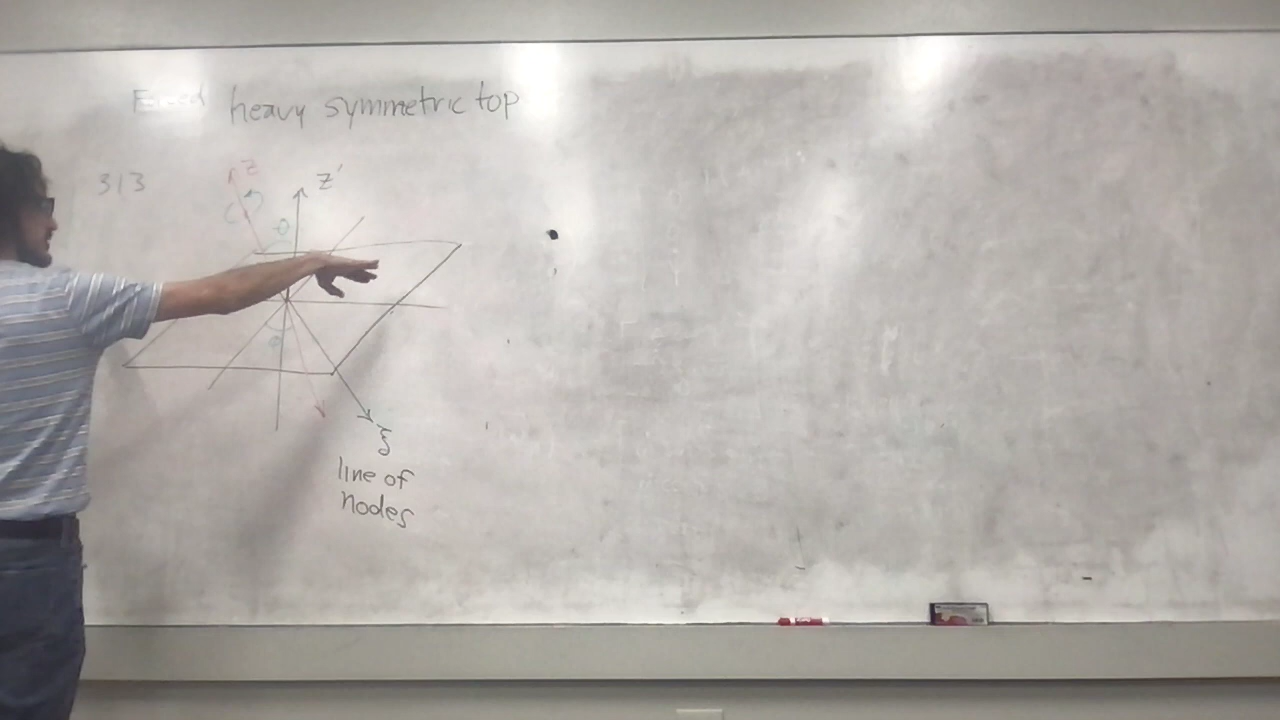 heavy symmetric top
313
z
z'
θ
θ
ξ
line of
nodes